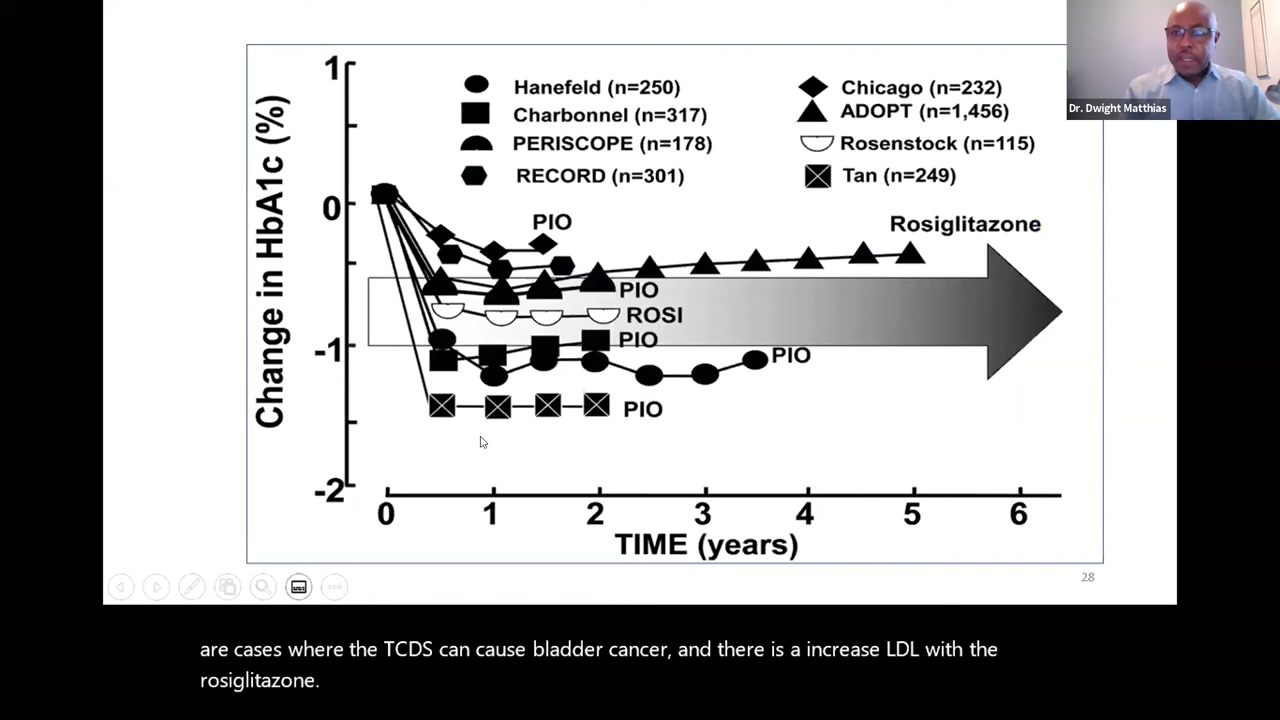 Dr. Dwight Matthias
Change in HbA1c (%)
1
0
-1
-2
Hanefeld (n=250)
Charbonnel (n=317)
PERISCOPE (n=178)
RECORD (n=301)
Chicago (n=232)
ADOPT (n=1,456)
Rosenstock (n=115)
Tan (n=249)
PIO
Rosiglitazone
PIO
ROSI
PIO
PIO
PIO
0 1 2 3 4 5 6
TIME (years)
28
are cases where the TCDS can cause bladder cancer, and there is a increase LDL with the
rosiglitazone.